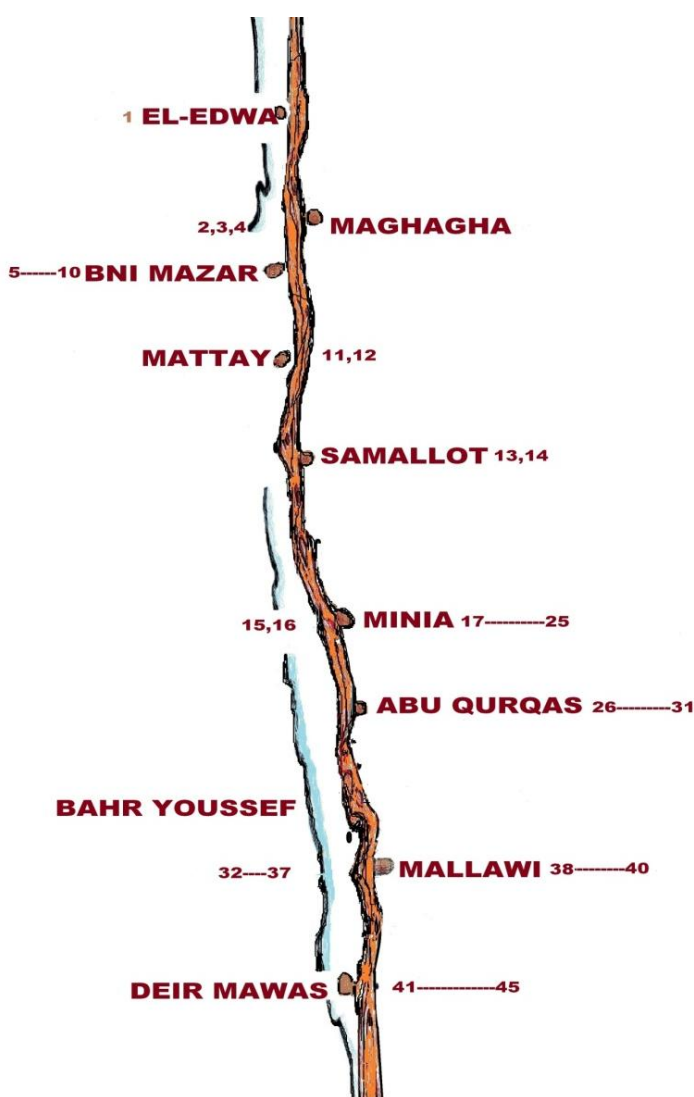 1 EL-EDWA
2,3,4 MAGHAGHA
5------10 BNI MAZAR
MATTAY 11,12
SAMALLOT 13,14
15,16 MINIA 17----------25
ABU QURQAS 26---------31
BAHR YOUSSEF
32----37 MALLAWI 38--------40
DEIR MAWAS 41-------------45